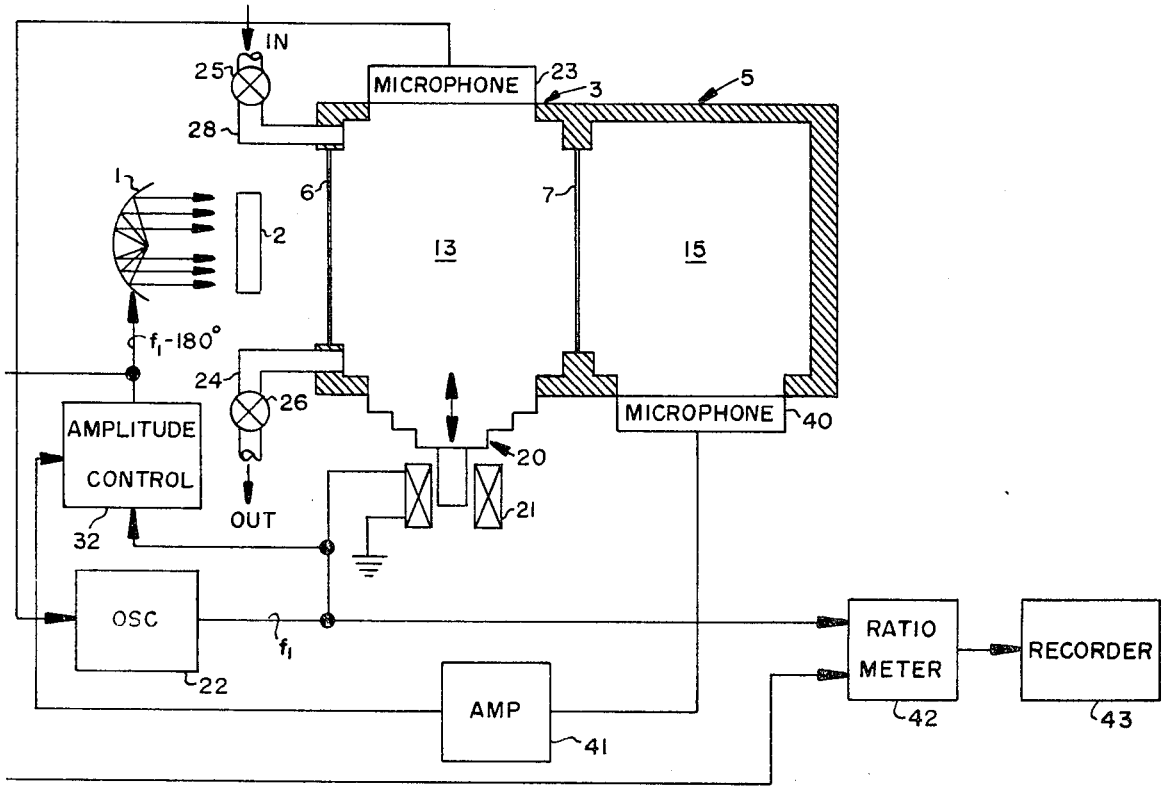 IN
25
MICROPHONE
23
3
5
28
1
6
7
2
13
15
f₁-180°
24
26
MICROPHONE
40
AMPLITUDE
CONTROL
20
OUT
21
32
OSC
f₁
22
RATIO
METER
RECORDER
AMP
42
43
41